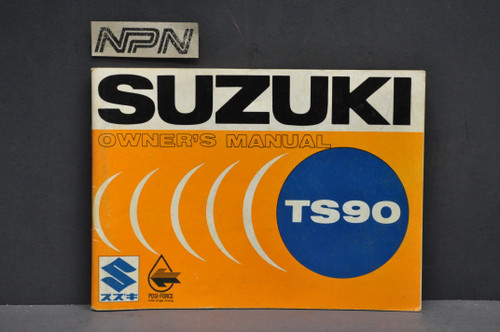 NPN
SUZUKI
OWNER'S MANUAL
TS90
スズキ
POSI-FORCE